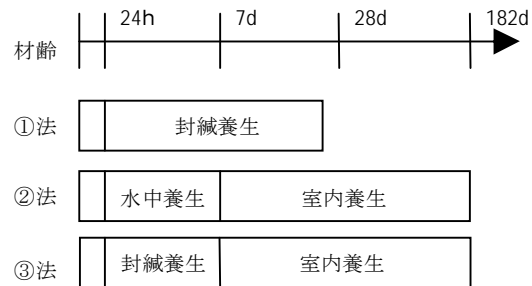 24h 7d 28d 182d
材齢
①法 封緘養生
②法 水中養生 室内養生
③法 封緘養生 室内養生